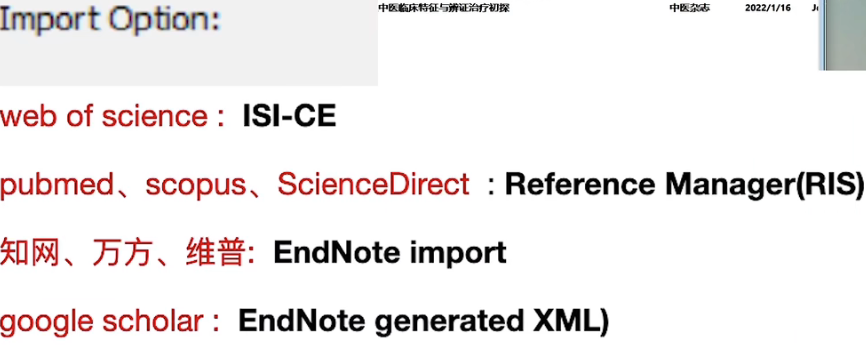 Import Option:
中医临床特征与辨证治疗初探 中医杂志 2022/1/16
web of science : ISI-CE
pubmed、scopus、ScienceDirect : Reference Manager(RIS)
知网、万方、维普: EndNote import
google scholar : EndNote generated XML)